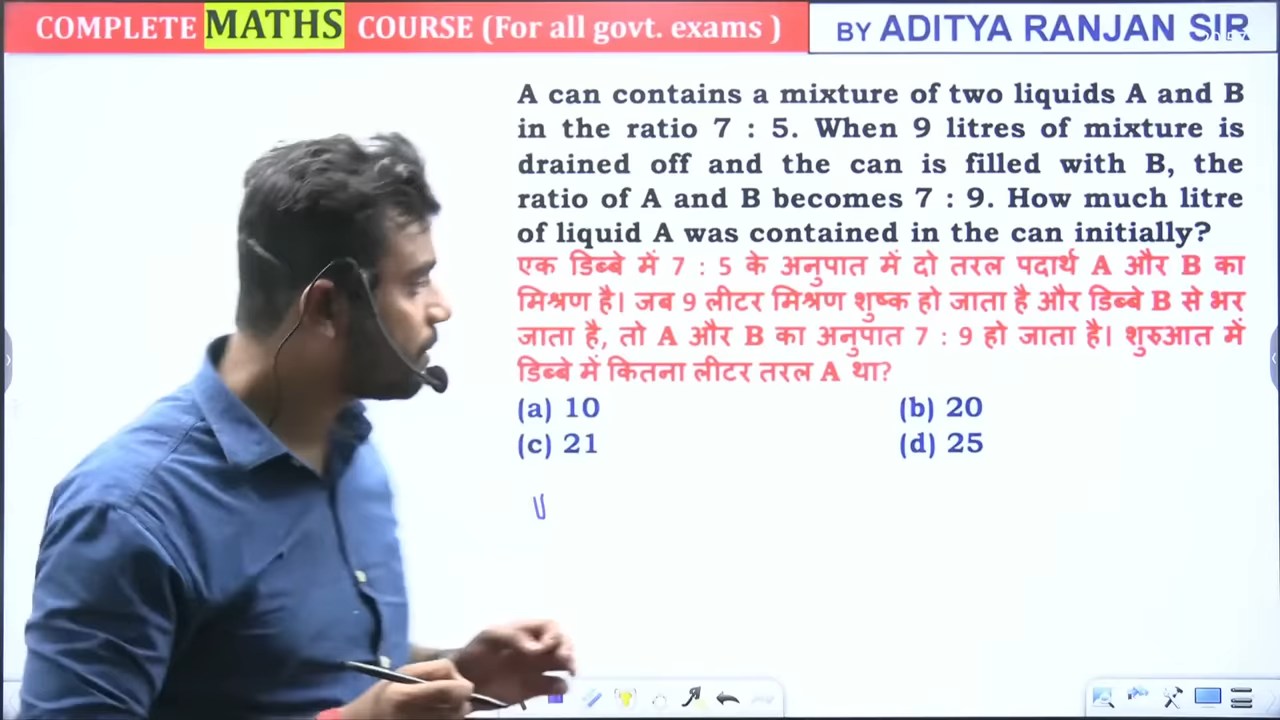 COMPLETE MATHS COURSE (For all govt. exams )
BY ADITYA RANJAN SIR
A can contains a mixture of two liquids A and B
in the ratio 7 : 5. When 9 litres of mixture is
drained off and the can is filled with B, the
ratio of A and B becomes 7 : 9. How much litre
of liquid A was contained in the can initially?
एक डिब्बे में 7 : 5 के अनुपात में दो तरल पदार्थ A और B का
मिश्रण है। जब 9 लीटर मिश्रण शुष्क हो जाता है और डिब्बे B से भर
जाता है, तो A और B का अनुपात 7 : 9 हो जाता है। शुरुआत में
डिब्बे में कितना लीटर तरल A था?
(a) 10 (b) 20
(c) 21 (d) 25